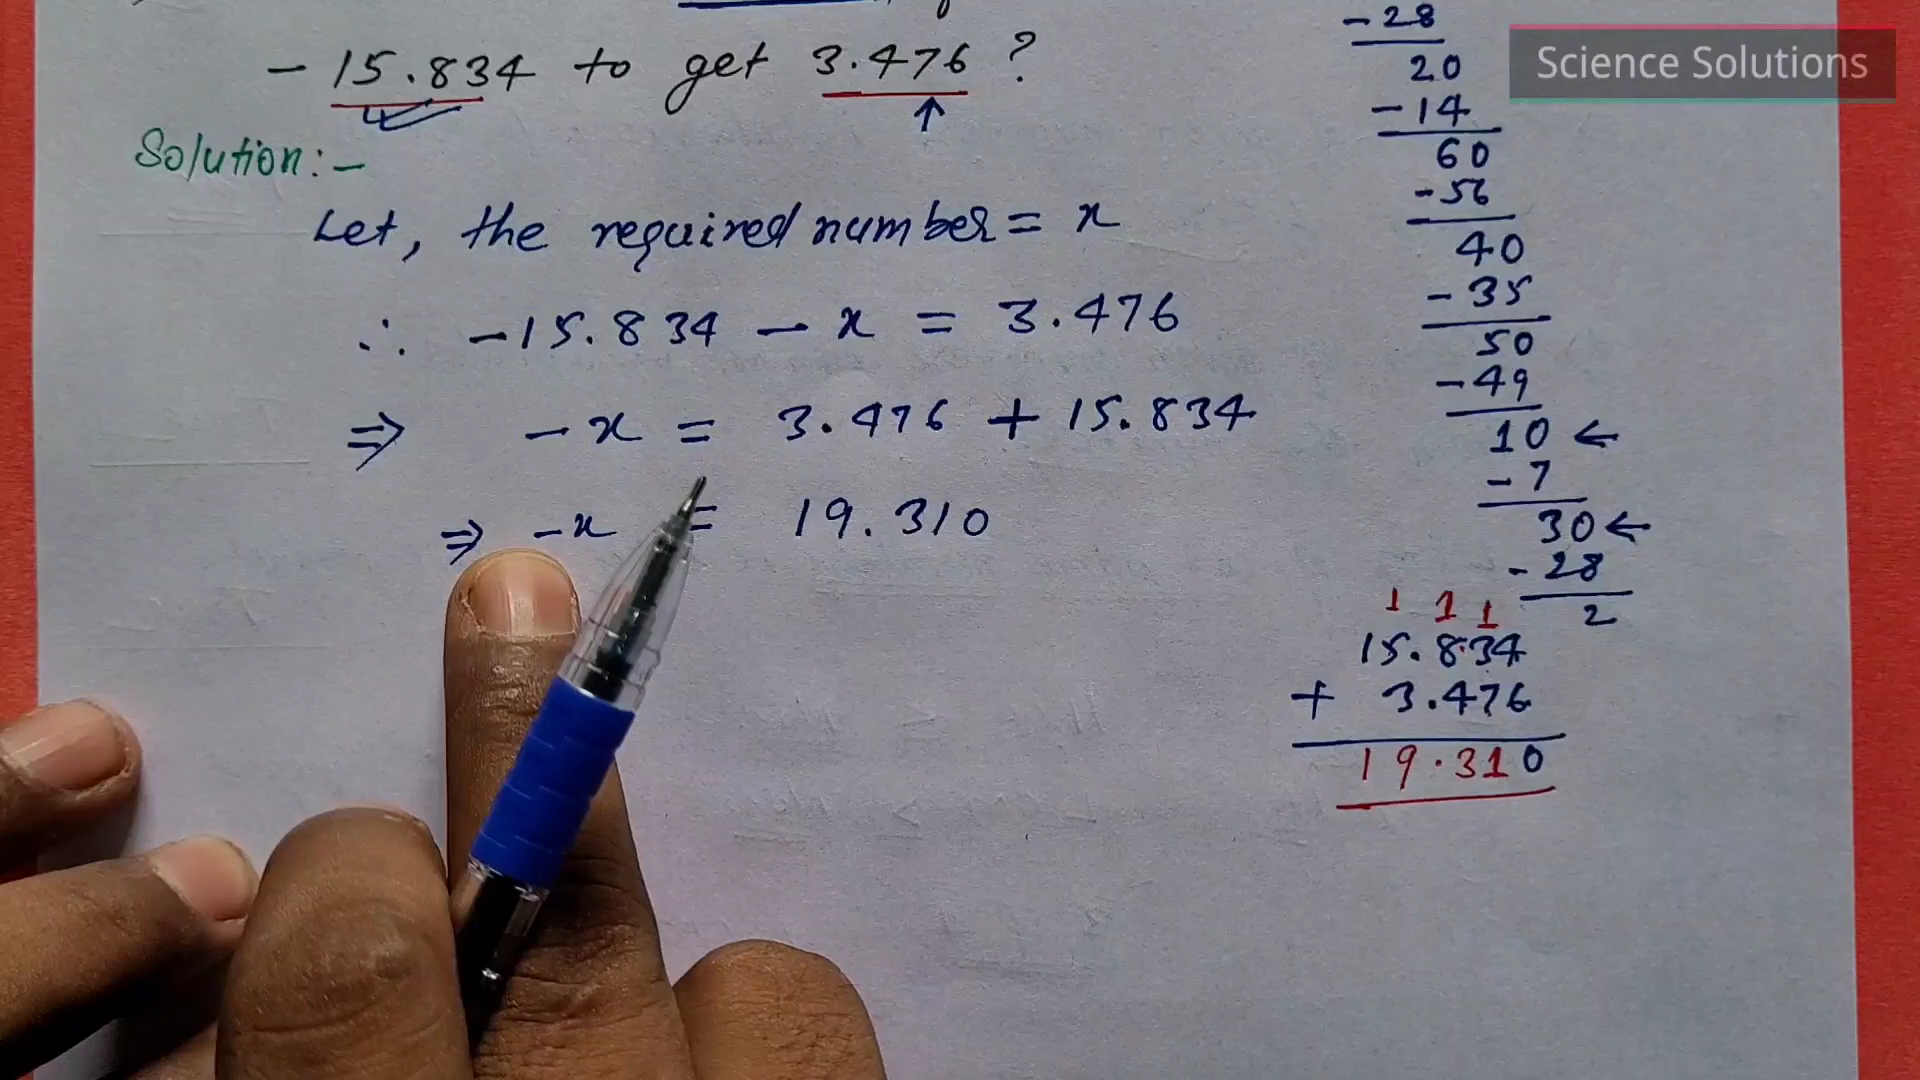 - 15.834 to get 3.476 ?
Solution:-
Let, the required number = x
∴ -15.834 - x = 3.476
⇒ -x = 3.476 + 15.834
⇒ -x = 19.310
- 28
20
- 14
60
- 56
40
- 35
50
- 49
10 ←
- 7
30 ←
- 28
2
1 1 1
15.834
+ 3.476
19.310
Science Solutions